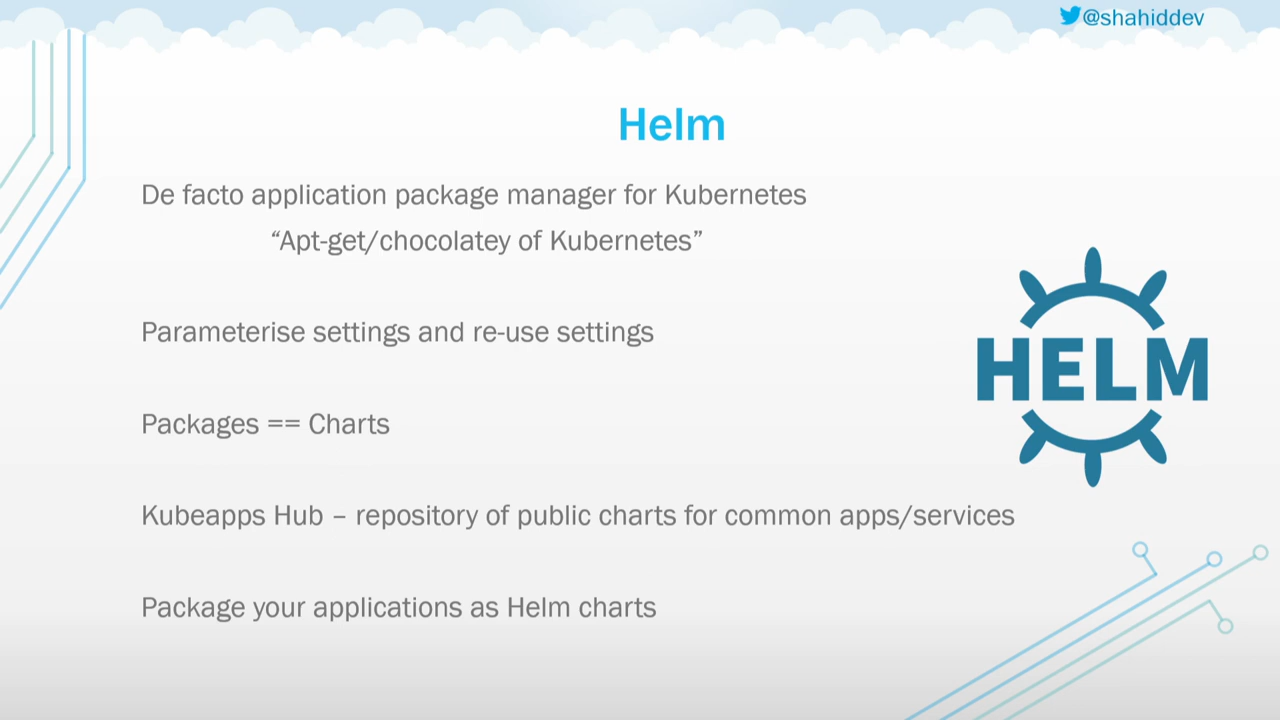 @shahiddev
Helm
De facto application package manager for Kubernetes
“Apt-get/chocolatey of Kubernetes”
Parameterise settings and re-use settings
HELM
Packages == Charts
Kubeapps Hub – repository of public charts for common apps/services
Package your applications as Helm charts